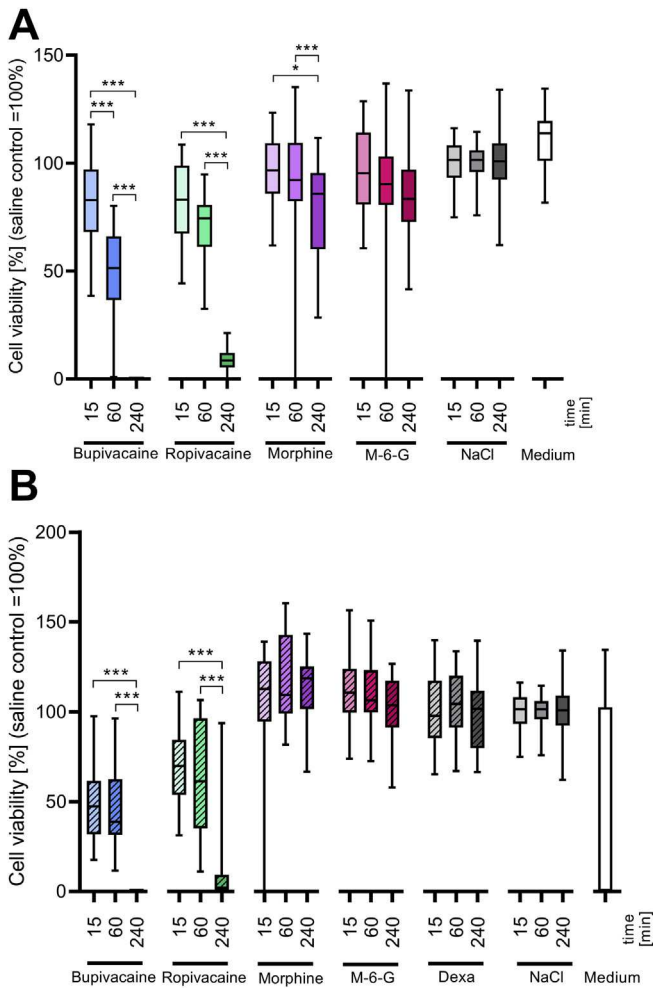 A
Cell viability [%] (saline control =100%)
150
100
50
0
***
***
***
***
***
***
*
15
60
240
15
60
240
15
60
240
15
60
240
15
60
240
time
[min]
Bupivacaine
Ropivacaine
Morphine
M-6-G
NaCl
Medium
B
Cell viability [%] (saline control =100%)
200
150
100
50
0
***
***
***
***
15
60
240
15
60
240
15
60
240
15
60
240
15
60
240
15
60
240
time
[min]
Bupivacaine
Ropivacaine
Morphine
M-6-G
Dexa
NaCl
Medium